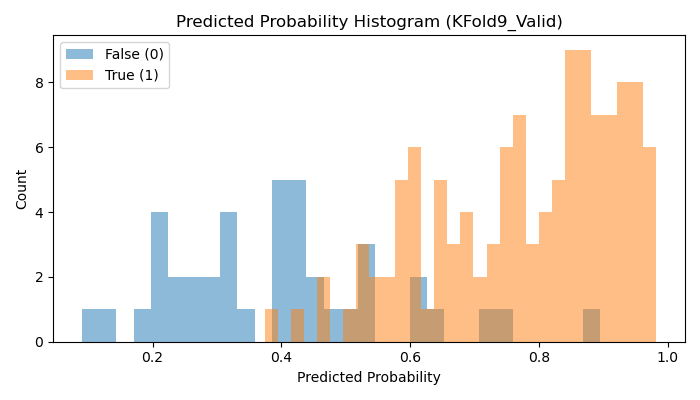 Predicted Probability Histogram (KFold9_Valid)
False (0)
True (1)
Count
8
6
4
2
0
0.2
0.4
0.6
0.8
1.0
Predicted Probability